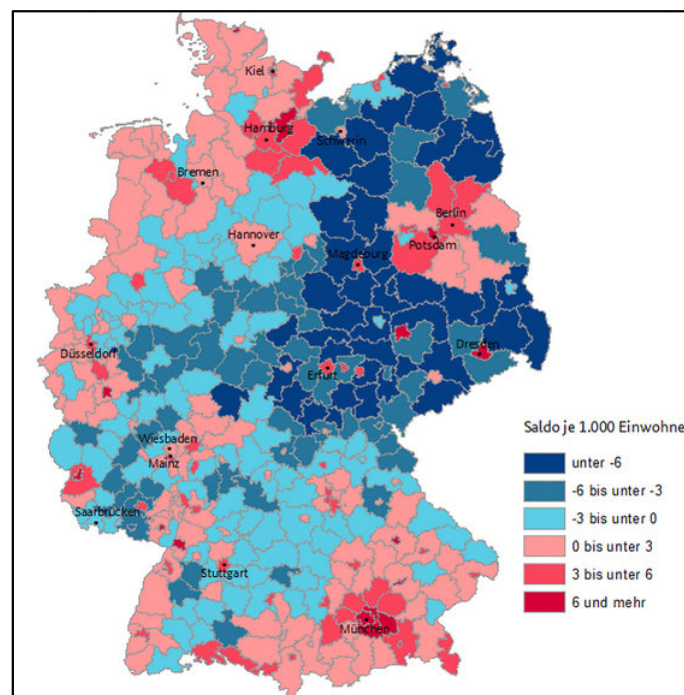 Kiel
Hamburg
Schwerin
Bremen
Berlin
Hannover
Potsdam
Magdeburg
Düsseldorf
Dresden
Erfurt
Wiesbaden
Mainz
Saarbrücken
Stuttgart
München
Saldo je 1.000 Einwohne
unter -6
-6 bis unter -3
-3 bis unter 0
0 bis unter 3
3 bis unter 6
6 und mehr